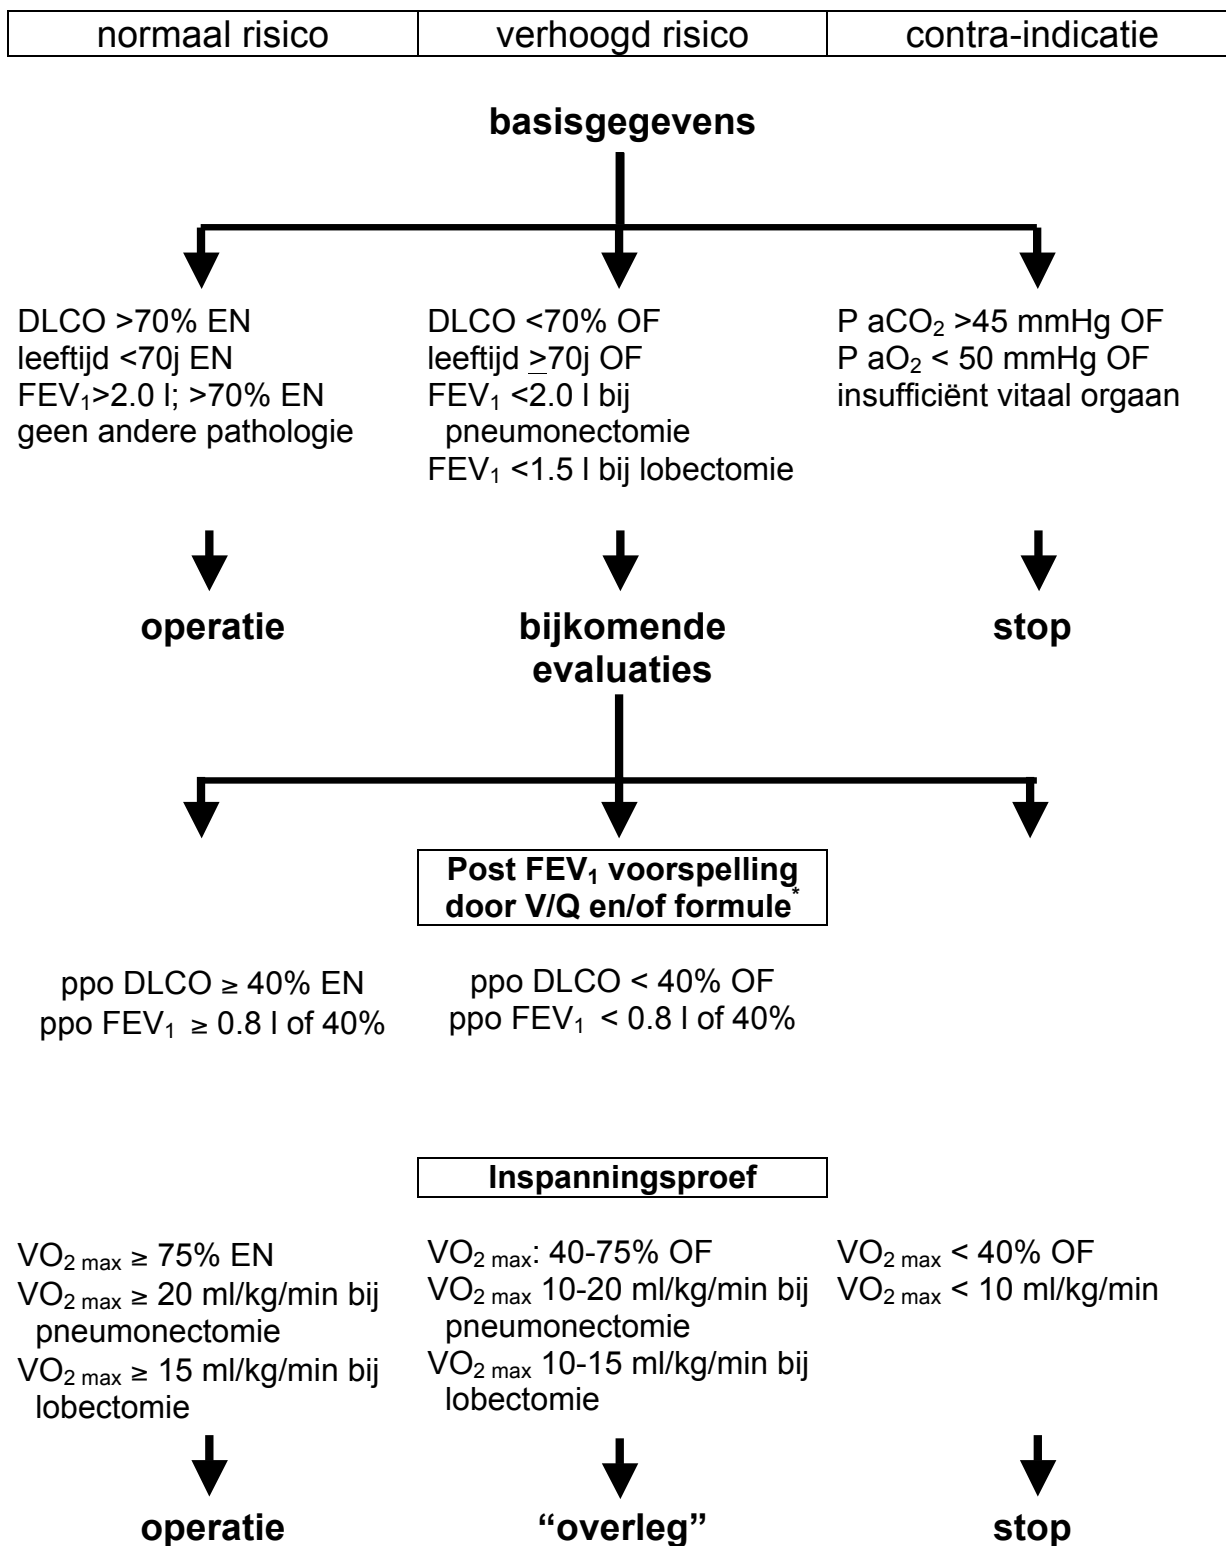 normaal risico verhoogd risico contra-indicatie
basisgegevens
DLCO >70% EN
leeftijd <70j EN
FEV₁>2.0 l; >70% EN
geen andere pathologie
DLCO <70% OF
leeftijd ≥70j OF
FEV₁ <2.0 l bij
pneumonectomie
FEV₁ <1.5 l bij lobectomie
P aCO₂ >45 mmHg OF
P aO₂ < 50 mmHg OF
insufficiënt vitaal orgaan
operatie
bijkomende
evaluaties
stop
Post FEV₁ voorspelling
door V/Q en/of formule*
ppo DLCO ≥ 40% EN
ppo FEV₁ ≥ 0.8 l of 40%
ppo DLCO < 40% OF
ppo FEV₁ < 0.8 l of 40%
Inspanningsproef
VO₂ max ≥ 75% EN
VO₂ max ≥ 20 ml/kg/min bij
pneumonectomie
VO₂ max ≥ 15 ml/kg/min bij
lobectomie
VO₂ max: 40-75% OF
VO₂ max 10-20 ml/kg/min bij
pneumonectomie
VO₂ max 10-15 ml/kg/min bij
lobectomie
VO₂ max < 40% OF
VO₂ max < 10 ml/kg/min
operatie
“overleg”
stop